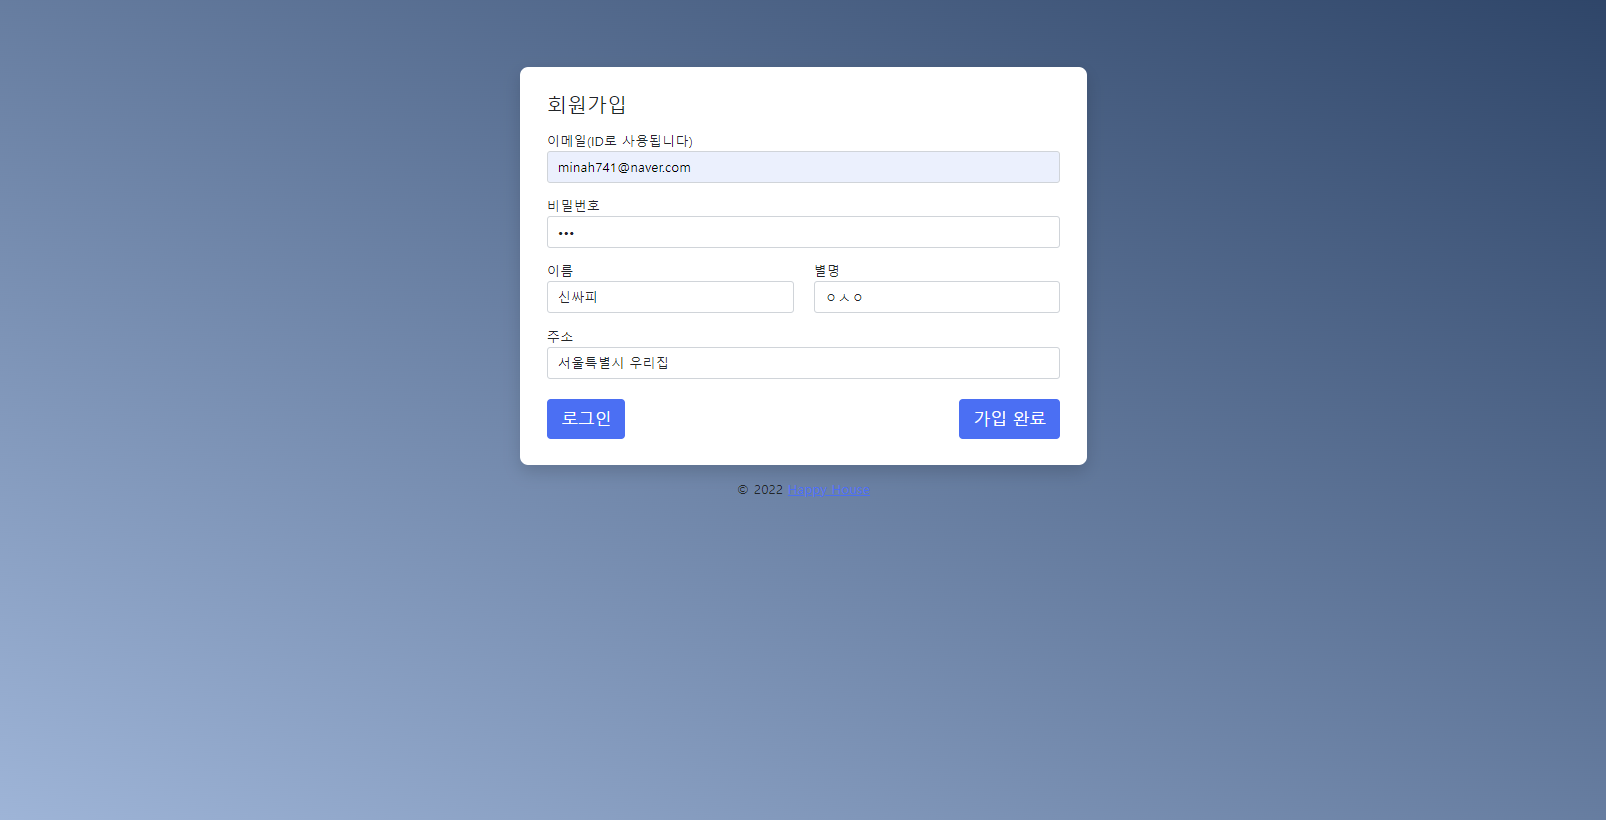 회원가입
이메일(ID로 사용됩니다)
minah741@naver.com
비밀번호
•••
이름 별명
신싸피 ㅇㅅㅇ
주소
서울특별시 우리집
로그인 가입 완료
© 2022 Happy House